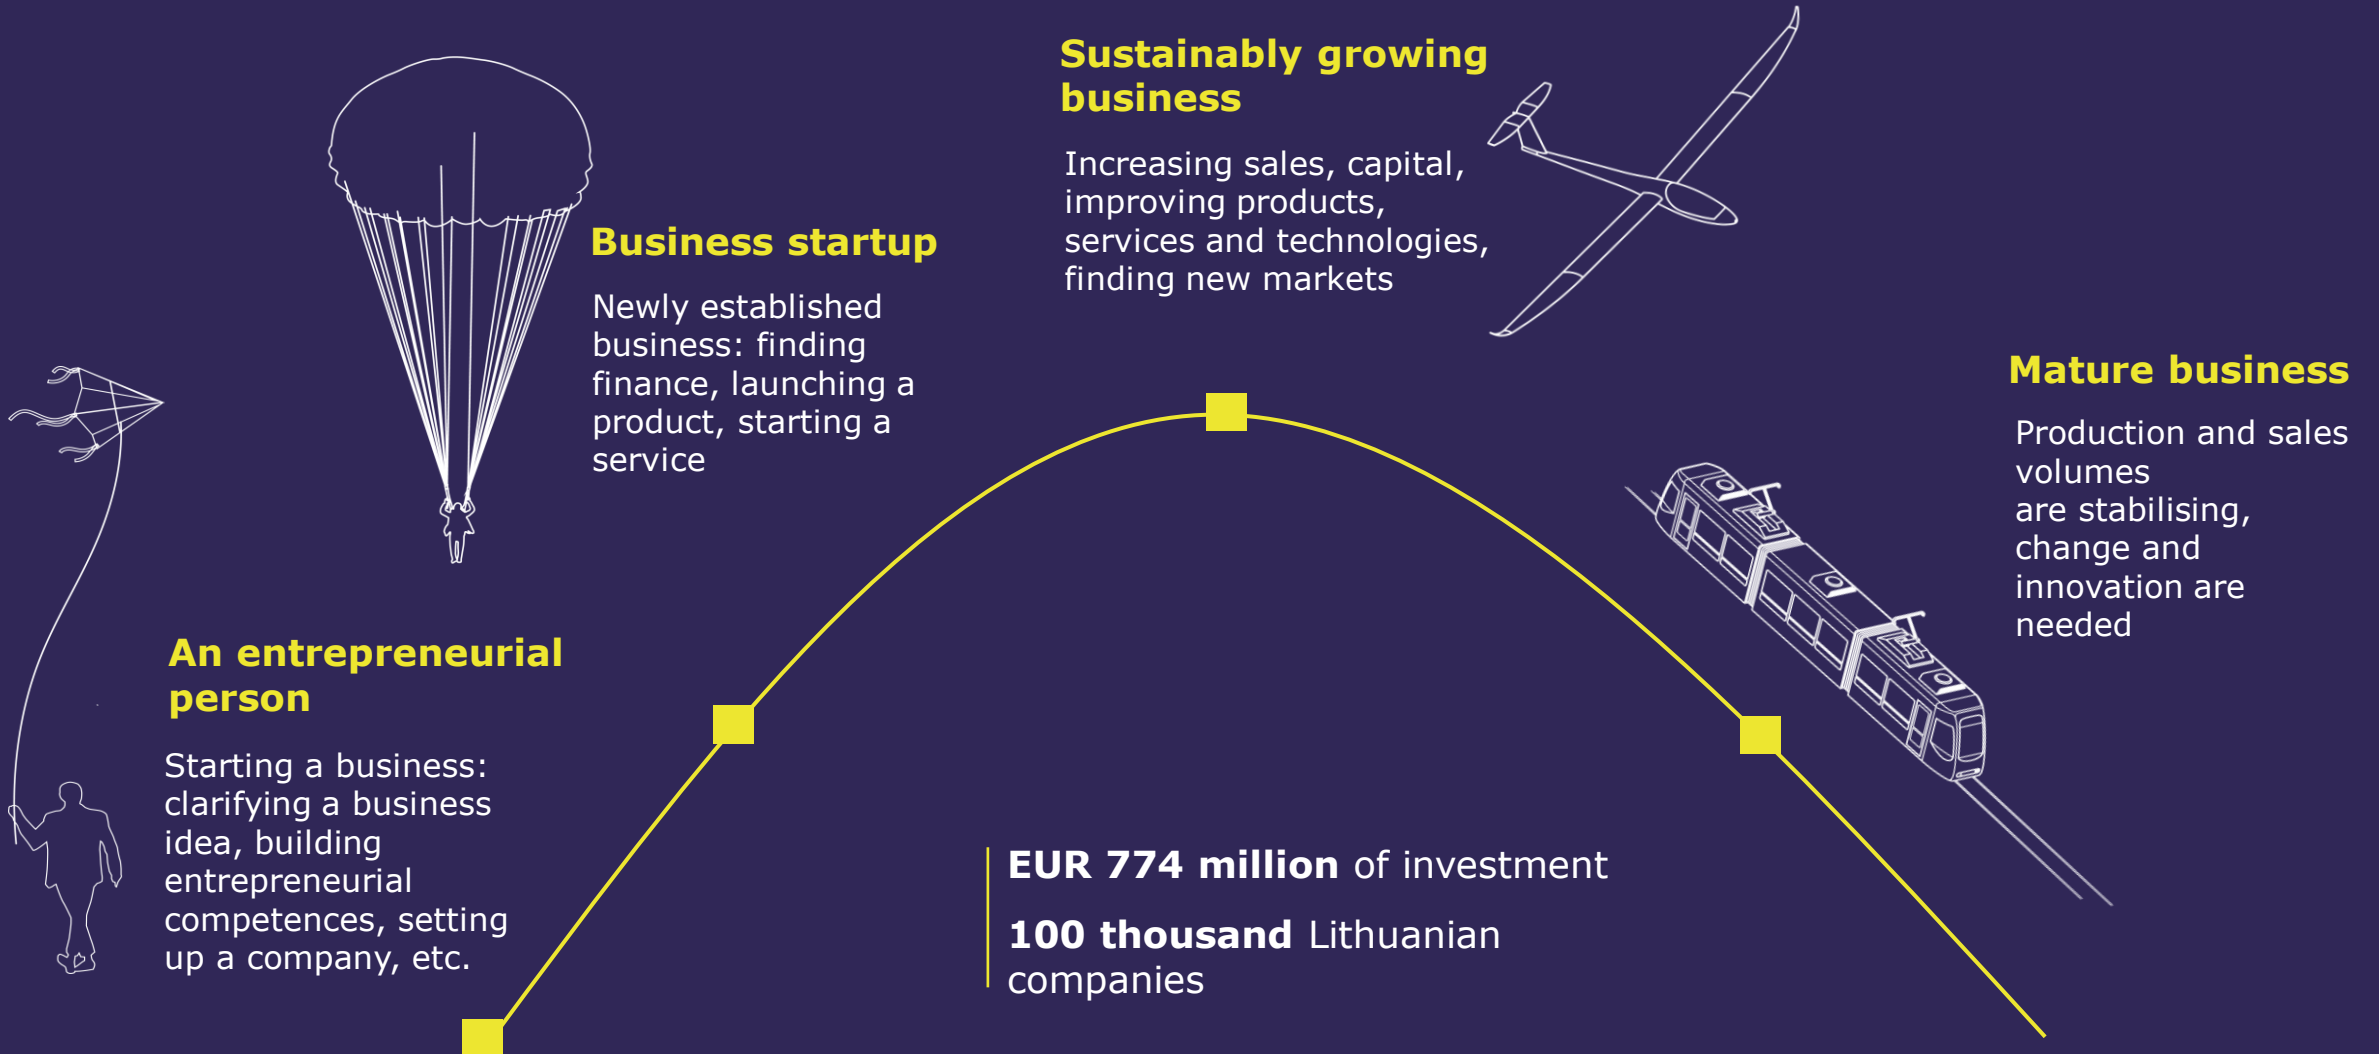 An entrepreneurial
person
Starting a business:
clarifying a business
idea, building
entrepreneurial
competences, setting
up a company, etc.
Business startup
Newly established
business: finding
finance, launching a
product, starting a
service
Sustainably growing
business
Increasing sales, capital,
improving products,
services and technologies,
finding new markets
Mature business
Production and sales
volumes
are stabilising,
change and
innovation are
needed
EUR 774 million of investment
100 thousand Lithuanian
companies